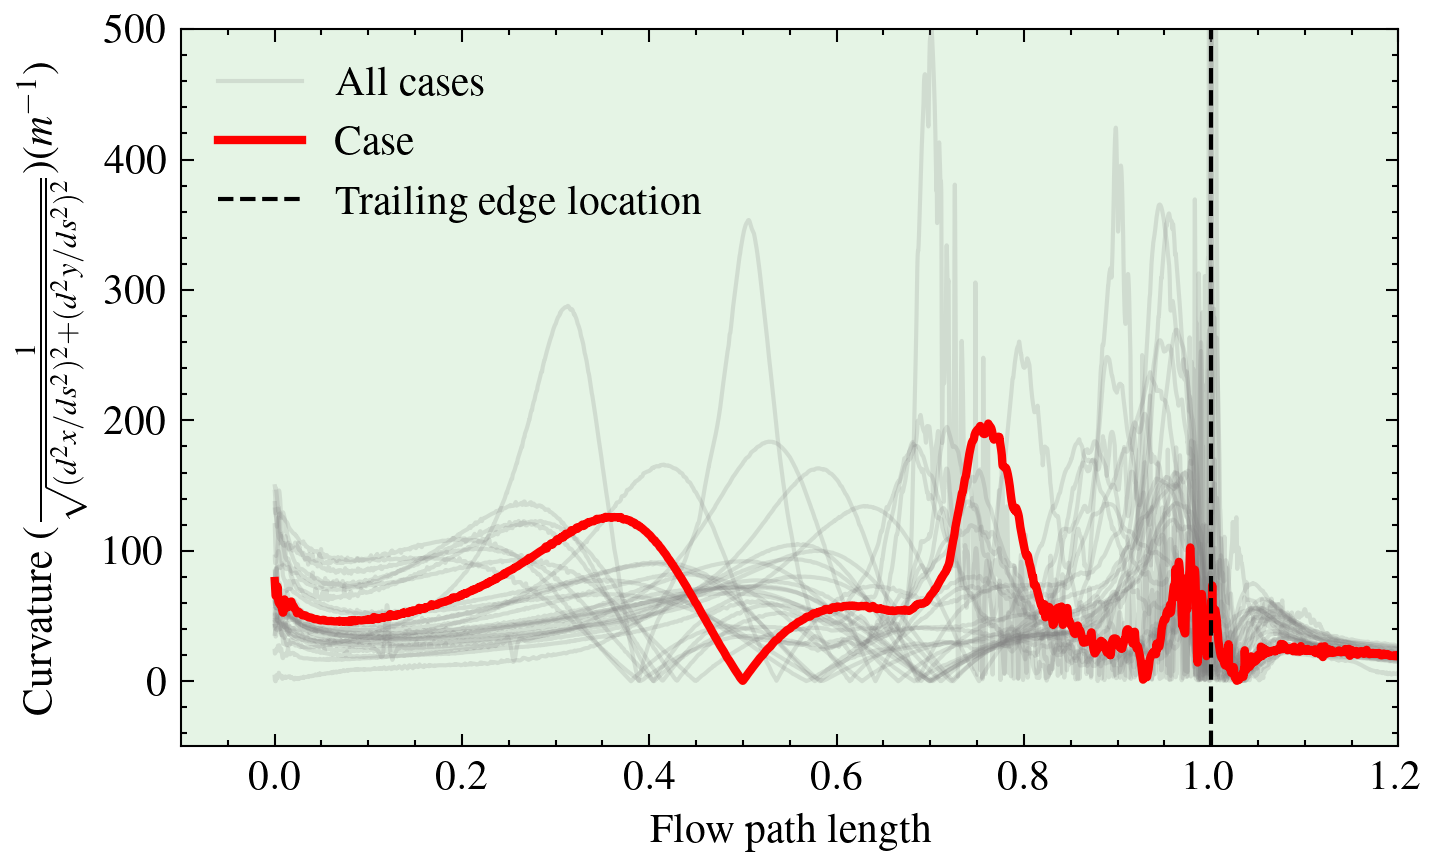 500
400
300
200
100
0
Curvature (1/√((d²x/ds²)²+(d²y/ds²)²))(m⁻¹)
All cases
Case
Trailing edge location
0.0 0.2 0.4 0.6 0.8 1.0 1.2
Flow path length